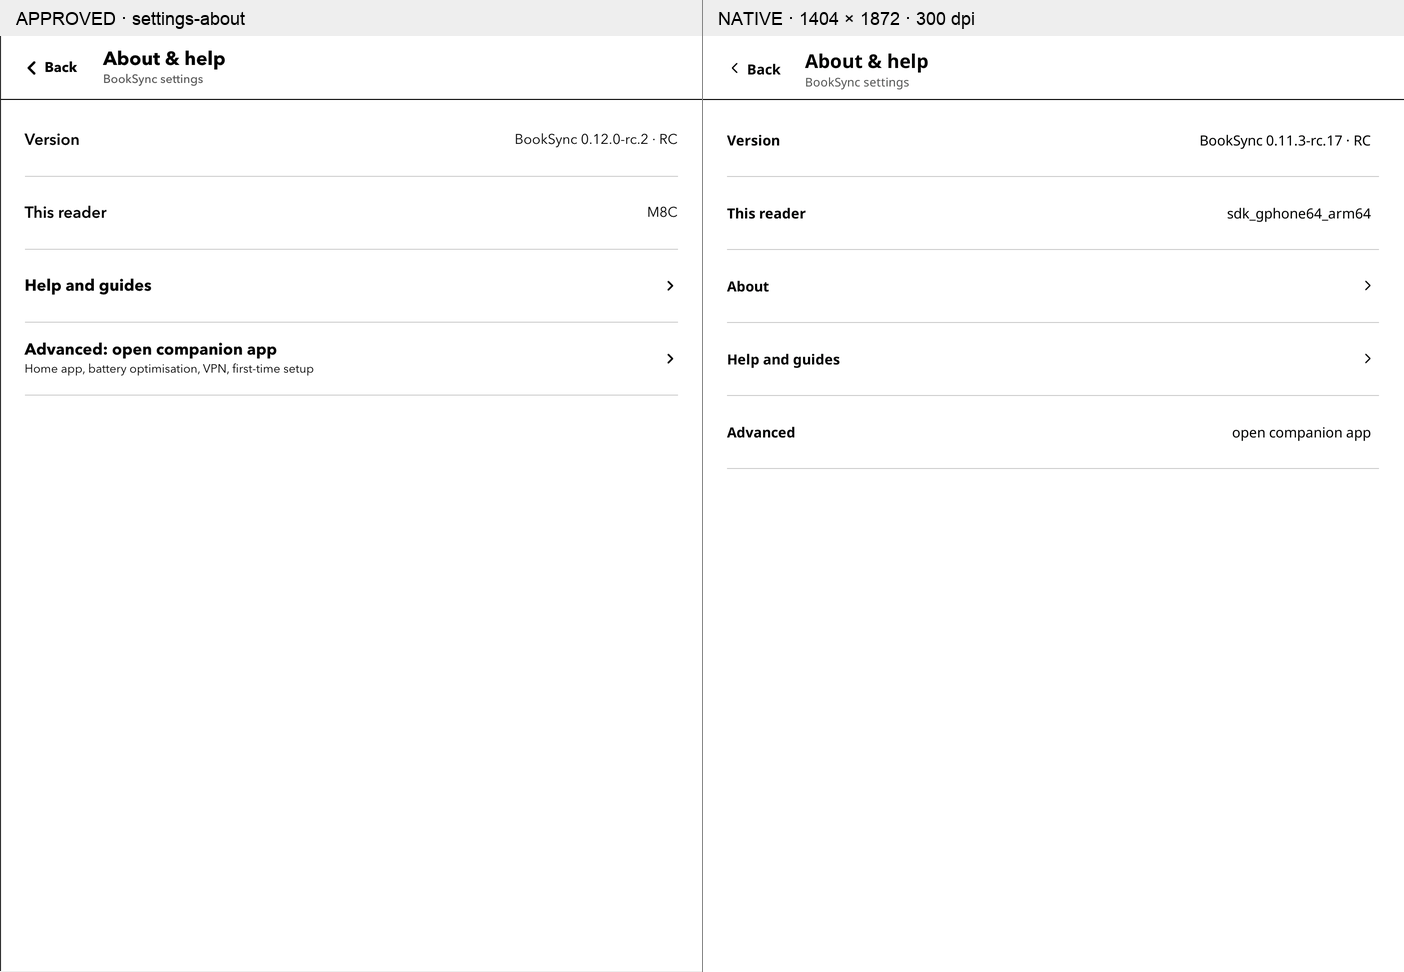 APPROVED · settings-about
Back
About & help
BookSync settings
Version
BookSync 0.12.0-rc.2 · RC
This reader
M8C
Help and guides
Advanced: open companion app
Home app, battery optimisation, VPN, first-time setup
NATIVE · 1404 × 1872 · 300 dpi
Back
About & help
BookSync settings
Version
BookSync 0.11.3-rc.17 · RC
This reader
sdk_gphone64_arm64
About
Help and guides
Advanced
open companion app